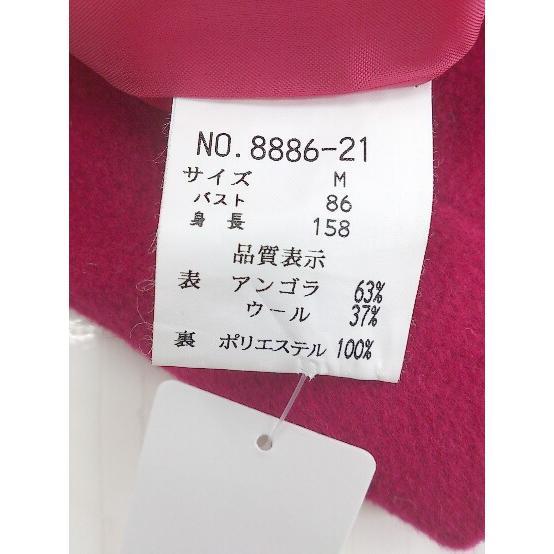 NO.8886-21
サイズ M
バスト 86
身長 158
品質表示
表 アンゴラ 63%
ウール 37%
裏 ポリエステル 100%